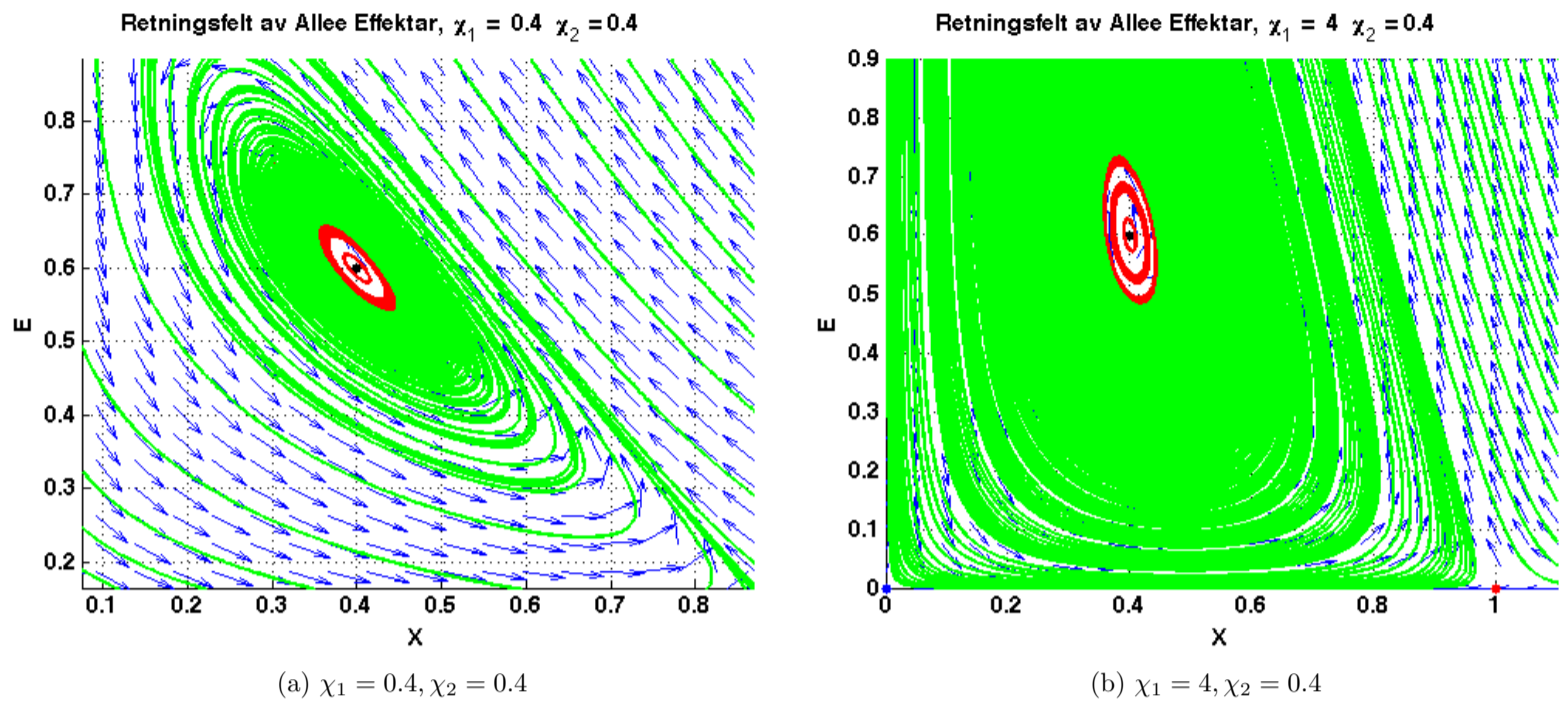 Retningsfelt av Allee Effektar, χ₁ = 0.4 χ₂ = 0.4
0.8
0.7
0.6
0.5
0.4
0.3
0.2
E
0.1 0.2 0.3 0.4 0.5 0.6 0.7 0.8
X
(a) χ₁ = 0.4, χ₂ = 0.4
Retningsfelt av Allee Effektar, χ₁ = 4 χ₂ = 0.4
0.9
0.8
0.7
0.6
0.5
0.4
0.3
0.2
0.1
0
E
0 0.2 0.4 0.6 0.8 1
X
(b) χ₁ = 4, χ₂ = 0.4